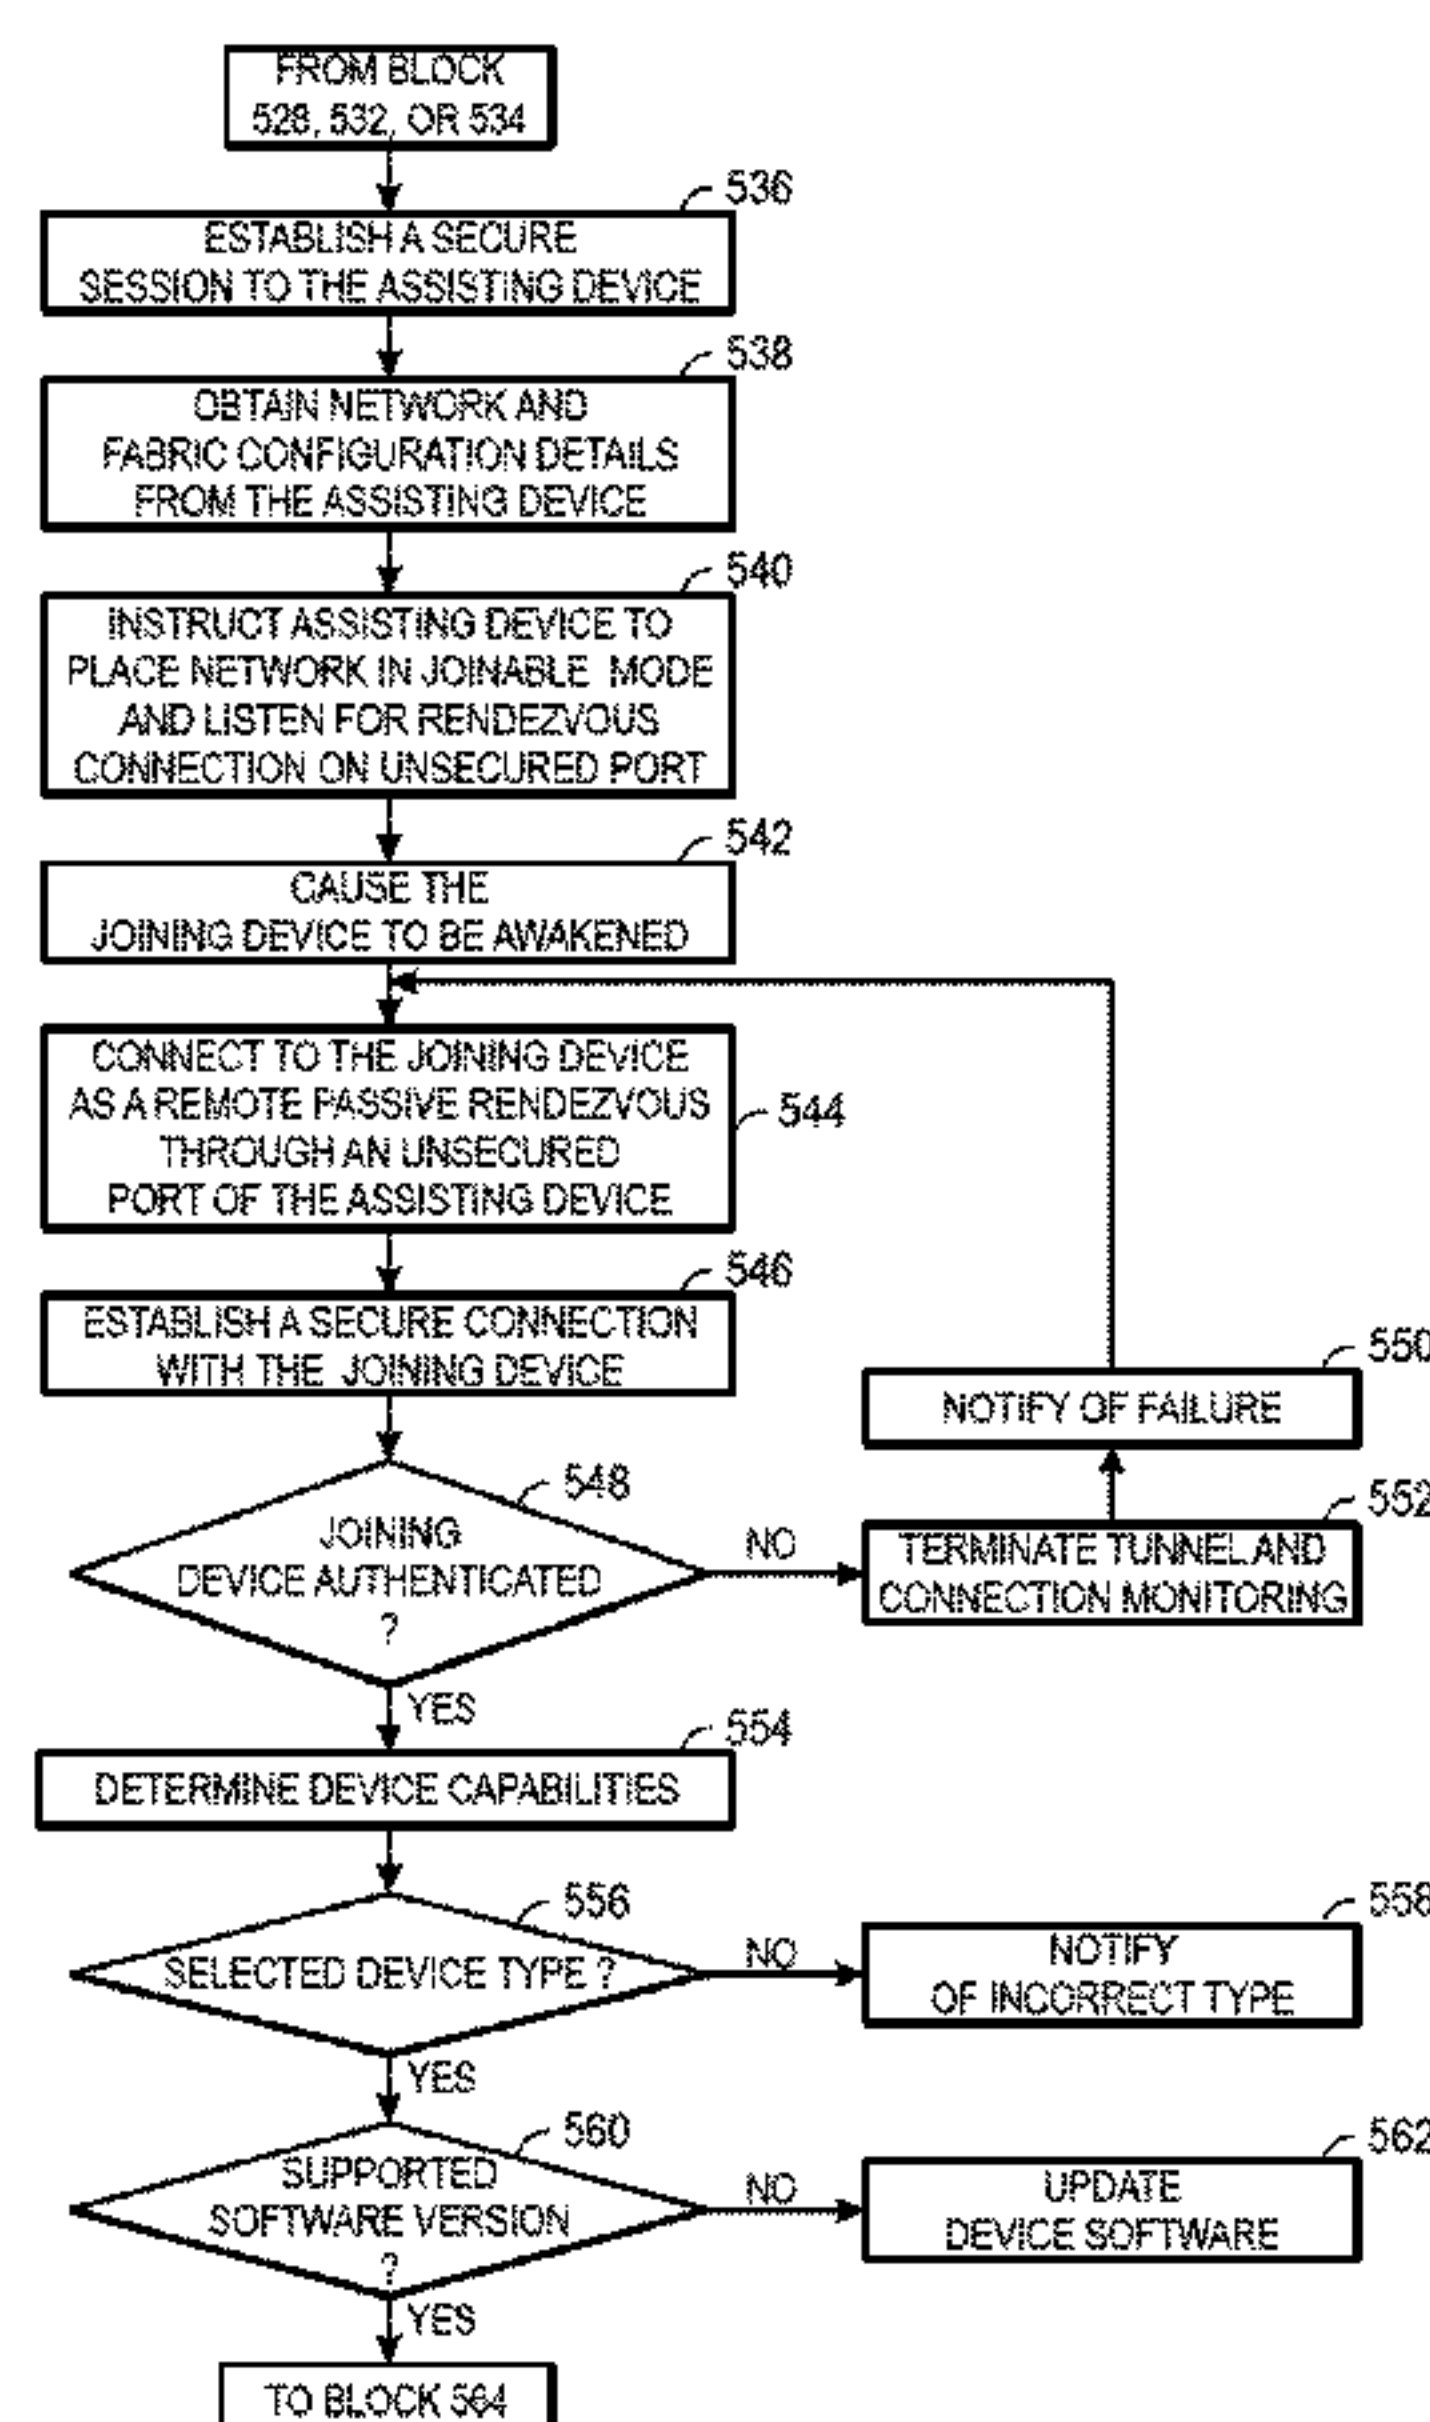 FROM BLOCK
528, 532, OR 534
536
ESTABLISH A SECURE
SESSION TO THE ASSISTING DEVICE
538
OBTAIN NETWORK AND
FABRIC CONFIGURATION DETAILS
FROM THE ASSISTING DEVICE
540
INSTRUCT ASSISTING DEVICE TO
PLACE NETWORK IN JOINABLE MODE
AND LISTEN FOR RENDEZVOUS
CONNECTION ON UNSECURED PORT
542
CAUSE THE
JOINING DEVICE TO BE AWAKENED
CONNECT TO THE JOINING DEVICE
AS A REMOTE PASSIVE RENDEZVOUS
THROUGH AN UNSECURED
PORT OF THE ASSISTING DEVICE
544
546
ESTABLISH A SECURE CONNECTION
WITH THE JOINING DEVICE
550
NOTIFY OF FAILURE
548
JOINING
DEVICE AUTHENTICATED
?
NO
552
TERMINATE TUNNEL AND
CONNECTION MONITORING
YES
554
DETERMINE DEVICE CAPABILITIES
556
SELECTED DEVICE TYPE ?
NO
558
NOTIFY
OF INCORRECT TYPE
YES
560
SUPPORTED
SOFTWARE VERSION
?
NO
562
UPDATE
DEVICE SOFTWARE
YES
TO BLOCK 564